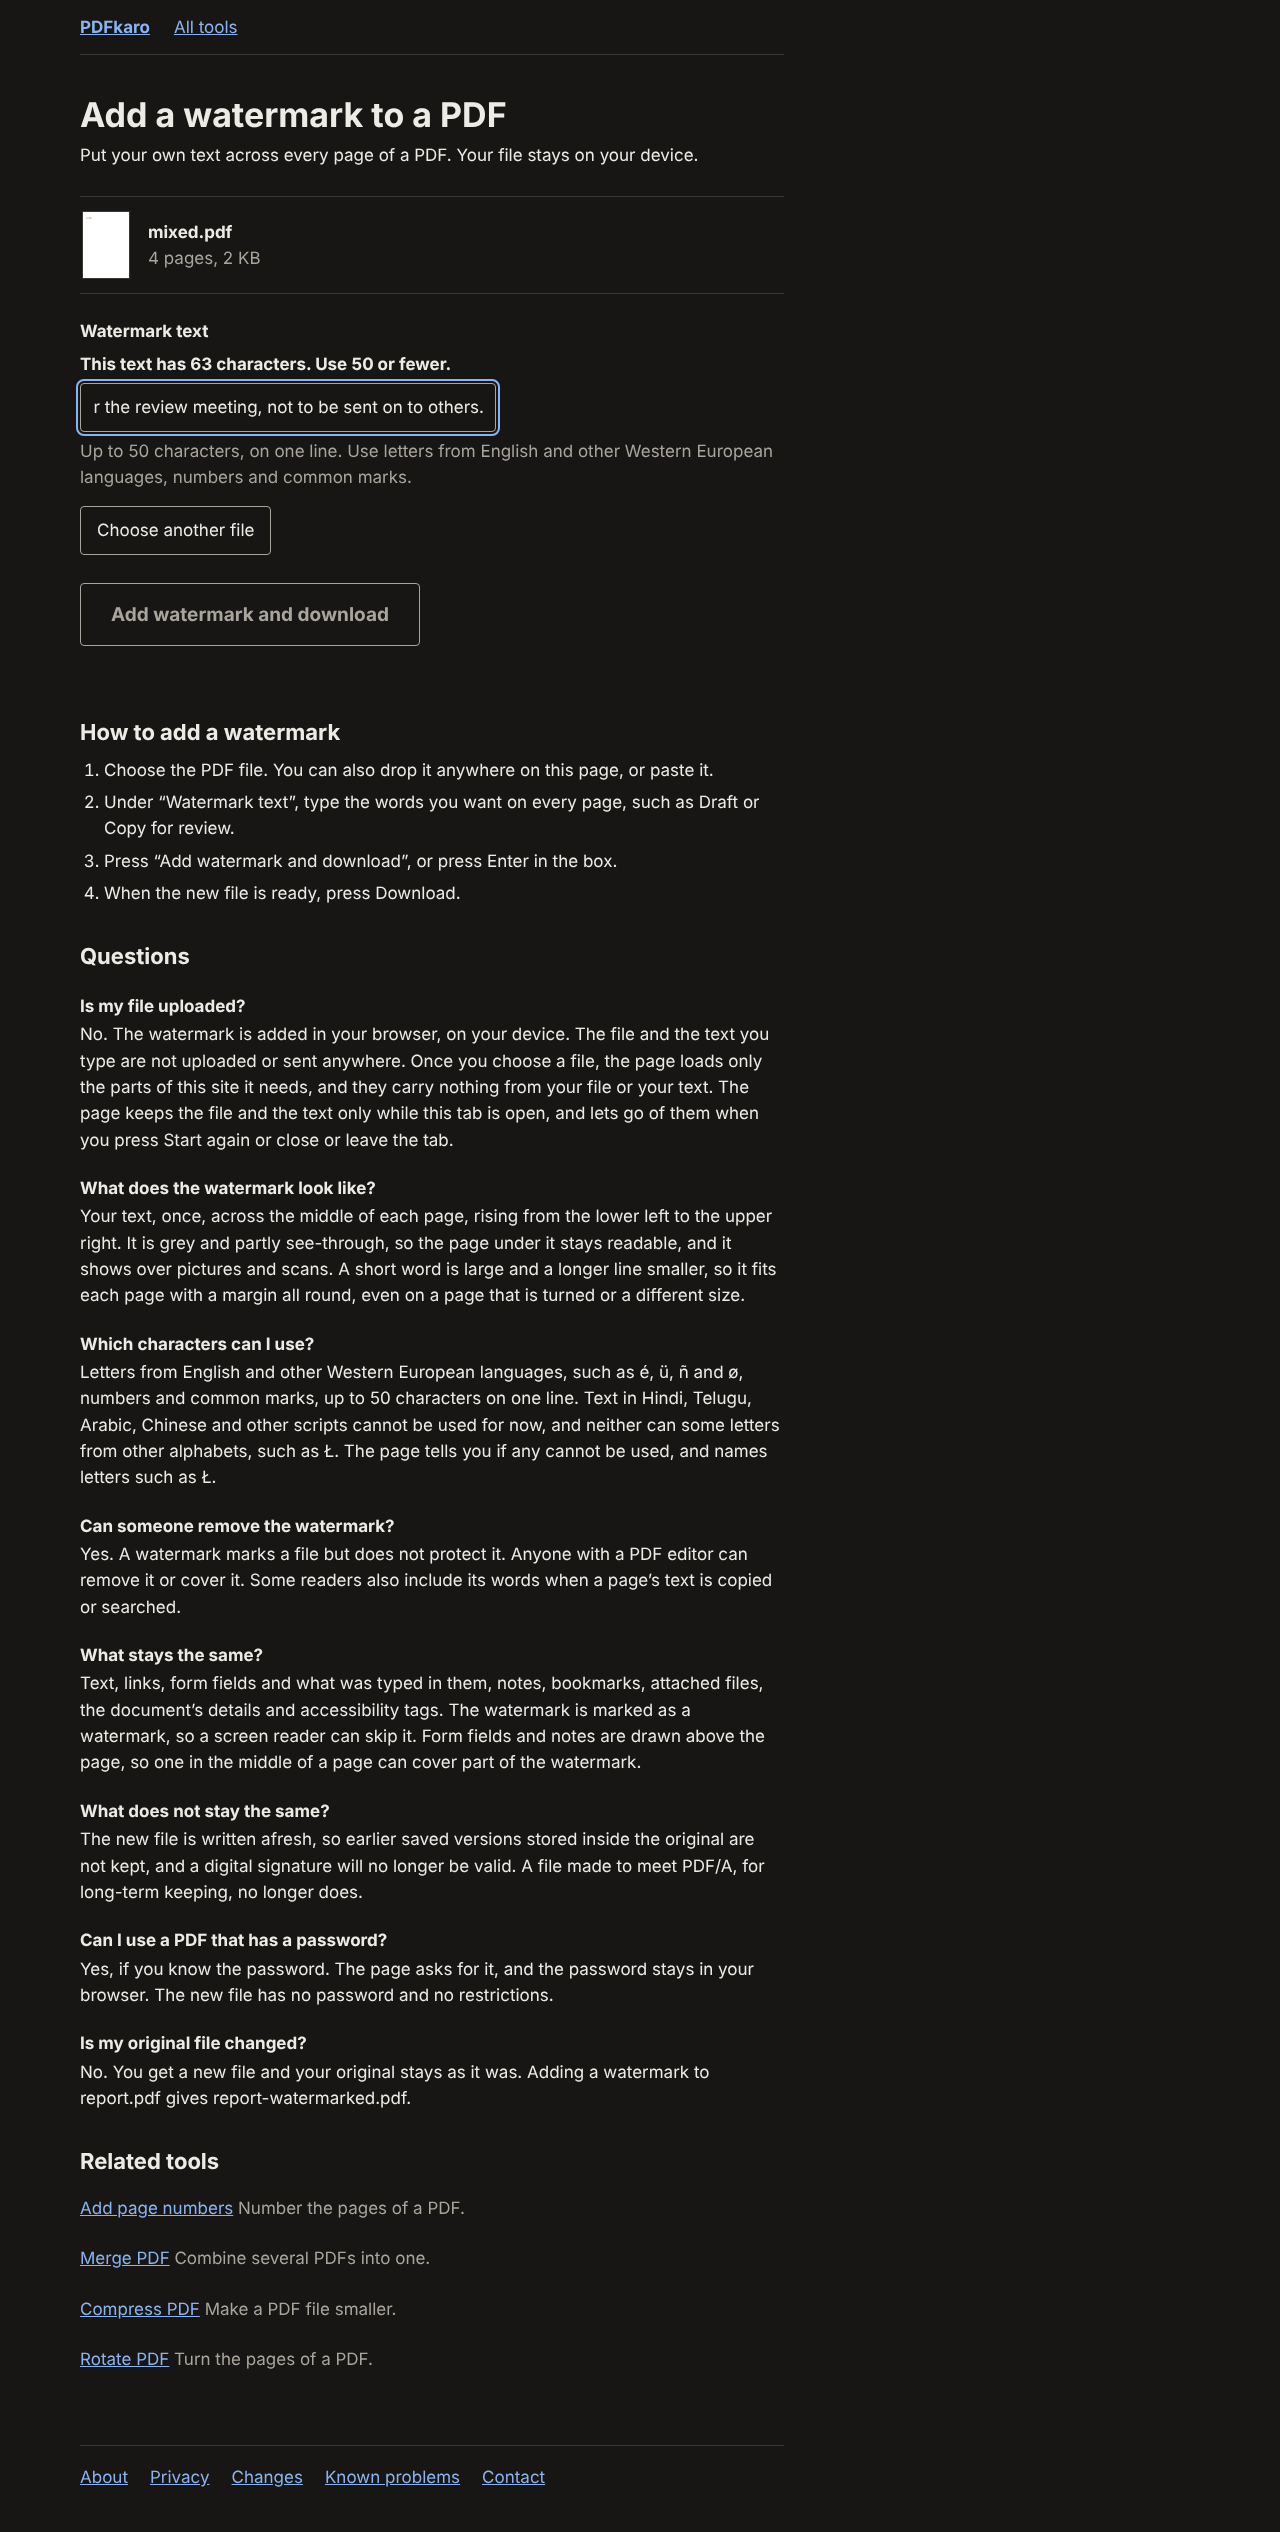 PDFkaro All tools
Add a watermark to a PDF
Put your own text across every page of a PDF. Your file stays on your device.
mixed.pdf
4 pages, 2 KB
Watermark text
This text has 63 characters. Use 50 or fewer.
r the review meeting, not to be sent on to others.
Up to 50 characters, on one line. Use letters from English and other Western European
languages, numbers and common marks.
Choose another file
Add watermark and download
How to add a watermark
1. Choose the PDF file. You can also drop it anywhere on this page, or paste it.
2. Under “Watermark text”, type the words you want on every page, such as Draft or
Copy for review.
3. Press “Add watermark and download”, or press Enter in the box.
4. When the new file is ready, press Download.
Questions
Is my file uploaded?
No. The watermark is added in your browser, on your device. The file and the text you
type are not uploaded or sent anywhere. Once you choose a file, the page loads only
the parts of this site it needs, and they carry nothing from your file or your text. The
page keeps the file and the text only while this tab is open, and lets go of them when
you press Start again or close or leave the tab.
What does the watermark look like?
Your text, once, across the middle of each page, rising from the lower left to the upper
right. It is grey and partly see-through, so the page under it stays readable, and it
shows over pictures and scans. A short word is large and a longer line smaller, so it fits
each page with a margin all round, even on a page that is turned or a different size.
Which characters can I use?
Letters from English and other Western European languages, such as é, ü, ñ and ø,
numbers and common marks, up to 50 characters on one line. Text in Hindi, Telugu,
Arabic, Chinese and other scripts cannot be used for now, and neither can some letters
from other alphabets, such as Ł. The page tells you if any cannot be used, and names
letters such as Ł.
Can someone remove the watermark?
Yes. A watermark marks a file but does not protect it. Anyone with a PDF editor can
remove it or cover it. Some readers also include its words when a page’s text is copied
or searched.
What stays the same?
Text, links, form fields and what was typed in them, notes, bookmarks, attached files,
the document’s details and accessibility tags. The watermark is marked as a
watermark, so a screen reader can skip it. Form fields and notes are drawn above the
page, so one in the middle of a page can cover part of the watermark.
What does not stay the same?
The new file is written afresh, so earlier saved versions stored inside the original are
not kept, and a digital signature will no longer be valid. A file made to meet PDF/A, for
long-term keeping, no longer does.
Can I use a PDF that has a password?
Yes, if you know the password. The page asks for it, and the password stays in your
browser. The new file has no password and no restrictions.
Is my original file changed?
No. You get a new file and your original stays as it was. Adding a watermark to
report.pdf gives report-watermarked.pdf.
Related tools
Add page numbers Number the pages of a PDF.
Merge PDF Combine several PDFs into one.
Compress PDF Make a PDF file smaller.
Rotate PDF Turn the pages of a PDF.
About Privacy Changes Known problems Contact